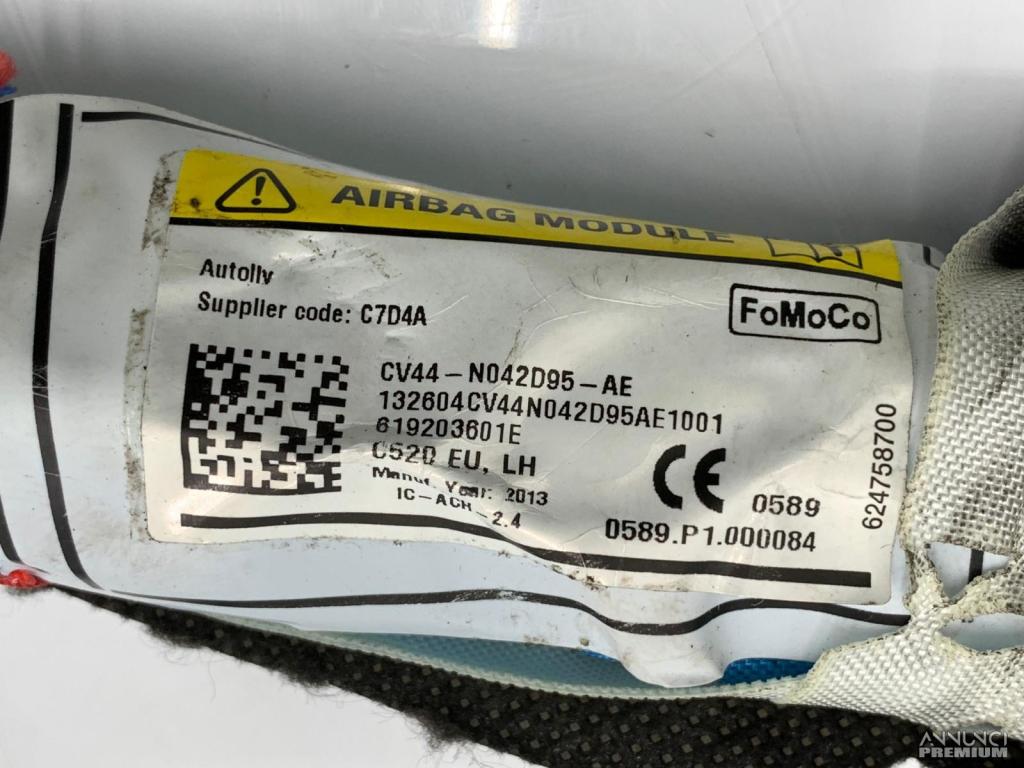 AIRBAG MODULE
Autoliv
Supplier code: C7D4A
FoMoCo
CV44-N042D95-AE
132604CV44N042D95AE1001
619203601E
C520 EU, LH
Manuf. Year: 2013
IC-ACH-2.4
CE 0589
0589.P1.000084
624758700
ANNUNCI
PREMIUM